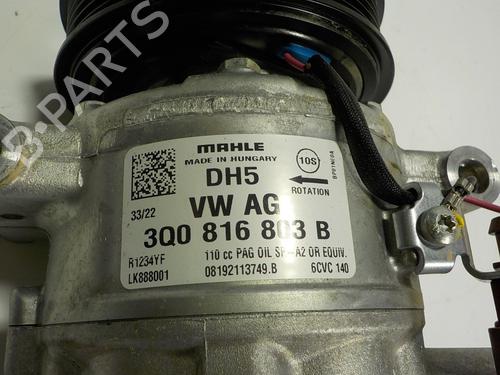 B-PARTS
MAHLE
MADE IN HUNGARY
10S
DH5
ROTATION
33/22
VW AG
3Q0 816 803 B
R1234YF
110 cc PAG OIL SP-A2 OR EQUIV.
LK888001
08192113749.B
6CVC 140